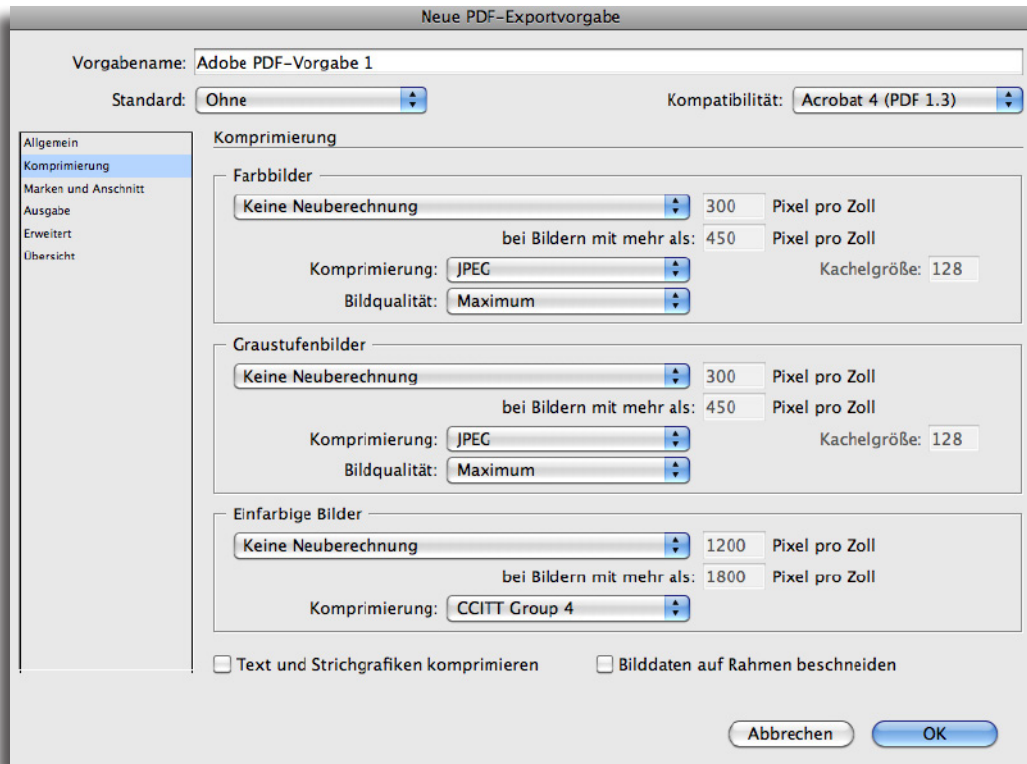 Neue PDF-Exportvorgabe
Vorgabename: Adobe PDF-Vorgabe 1
Standard: Ohne Kompatibilität: Acrobat 4 (PDF 1.3)
Allgemein
Komprimierung
Marken und Anschnitt
Ausgabe
Erweitert
Übersicht
Komprimierung
Farbbilder
Keine Neuberechnung 300 Pixel pro Zoll
bei Bildern mit mehr als: 450 Pixel pro Zoll
Komprimierung: JPEG Kachelgröße: 128
Bildqualität: Maximum
Graustufenbilder
Keine Neuberechnung 300 Pixel pro Zoll
bei Bildern mit mehr als: 450 Pixel pro Zoll
Komprimierung: JPEG Kachelgröße: 128
Bildqualität: Maximum
Einfarbige Bilder
Keine Neuberechnung 1200 Pixel pro Zoll
bei Bildern mit mehr als: 1800 Pixel pro Zoll
Komprimierung: CCITT Group 4
Text und Strichgrafiken komprimieren Bilddaten auf Rahmen beschneiden
Abbrechen OK